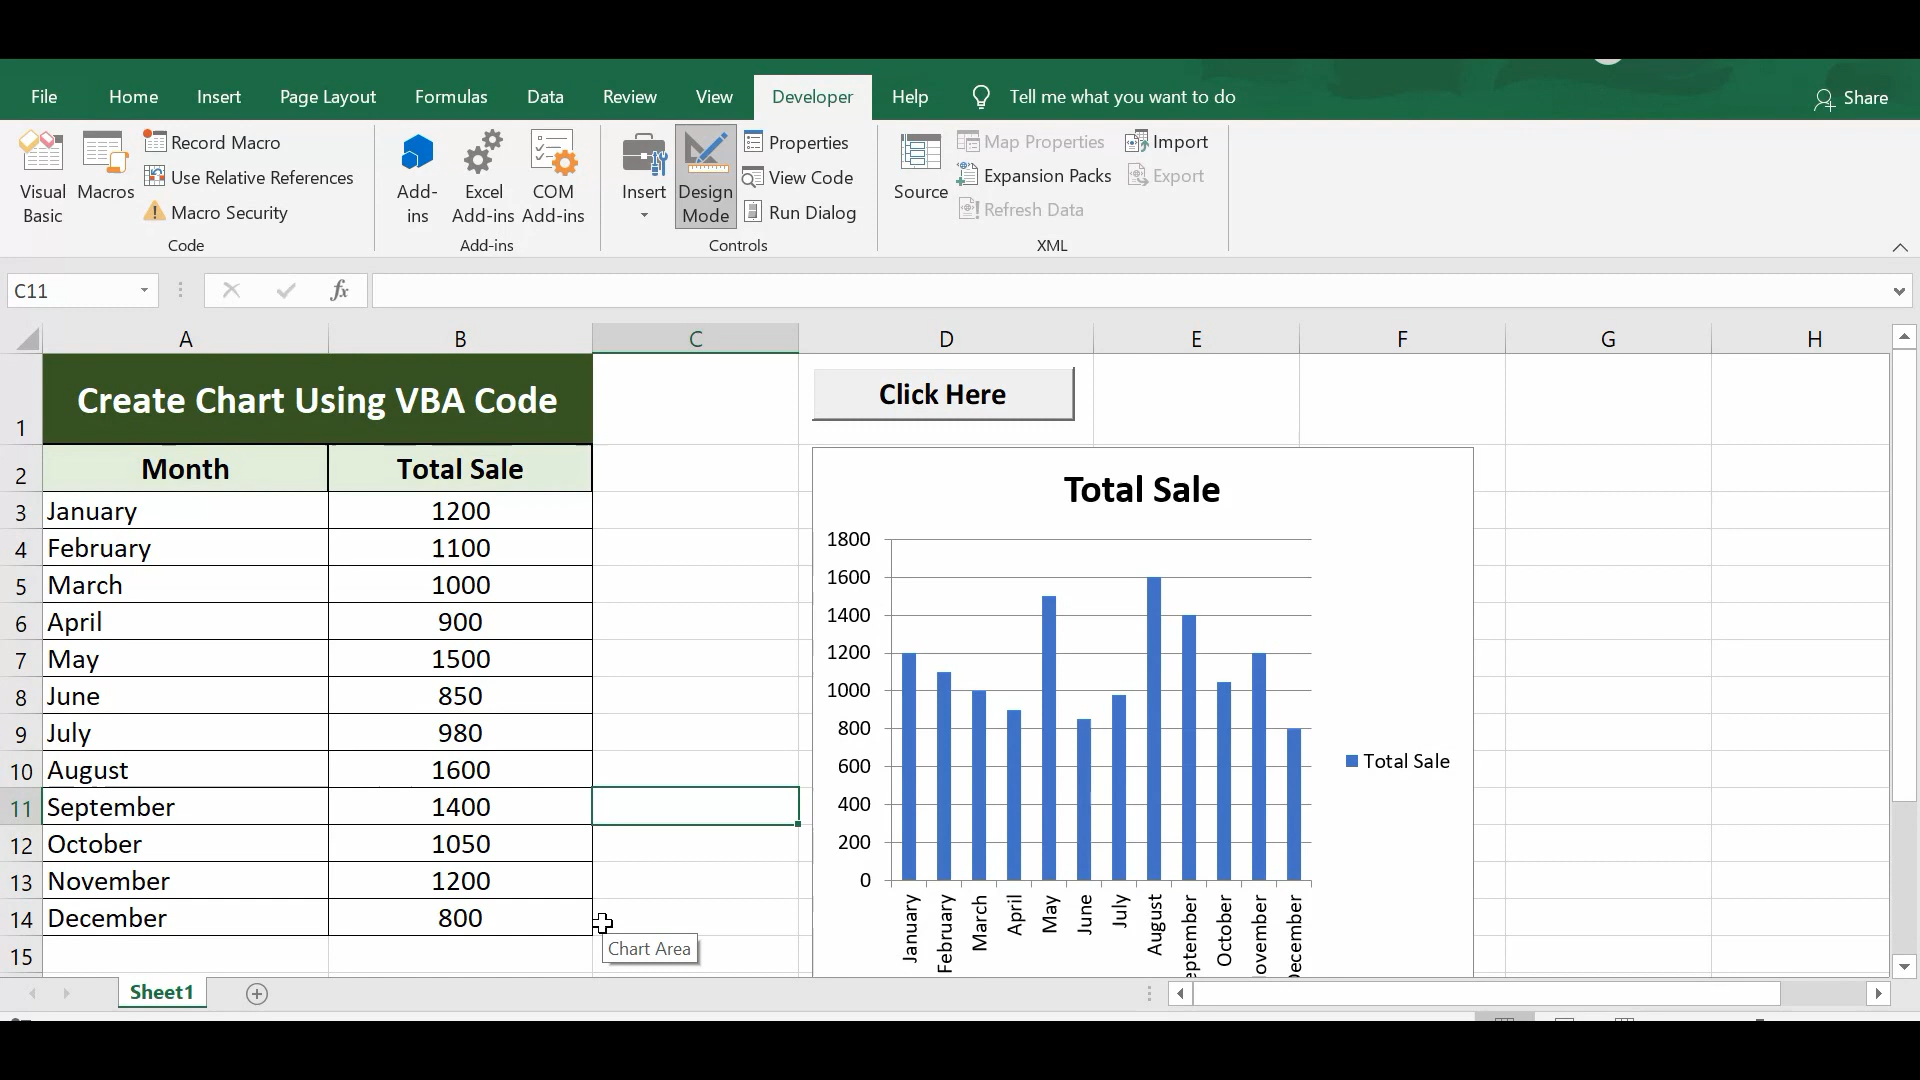 File Home Insert Page Layout Formulas Data Review View Developer Help Tell me what you want to do Share
Visual Basic
Macros
Record Macro
Use Relative References
Macro Security
Code
Add-ins
Excel Add-ins
COM Add-ins
Add-ins
Insert
Design Mode
Properties
View Code
Run Dialog
Controls
Source
Map Properties
Expansion Packs
Refresh Data
Import
Export
XML
C11
fx
A B C D E F G H
1 Create Chart Using VBA Code
2 Month Total Sale
3 January 1200
4 February 1100
5 March 1000
6 April 900
7 May 1500
8 June 850
9 July 980
10 August 1600
11 September 1400
12 October 1050
13 November 1200
14 December 800
15
Chart Area
Click Here
Total Sale
1800
1600
1400
1200
1000
800
600
400
200
0
January
February
March
April
May
June
July
August
eptember
October
ovember
ecember
Total Sale
Sheet1